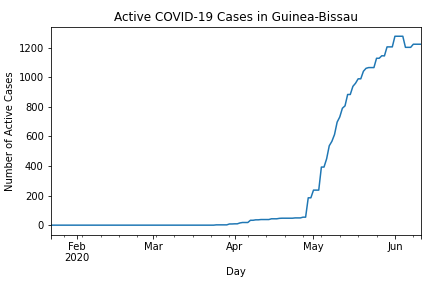 Active COVID-19 Cases in Guinea-Bissau
Number of Active Cases
1200
1000
800
600
400
200
0
Feb
2020
Mar
Apr
May
Jun
Day